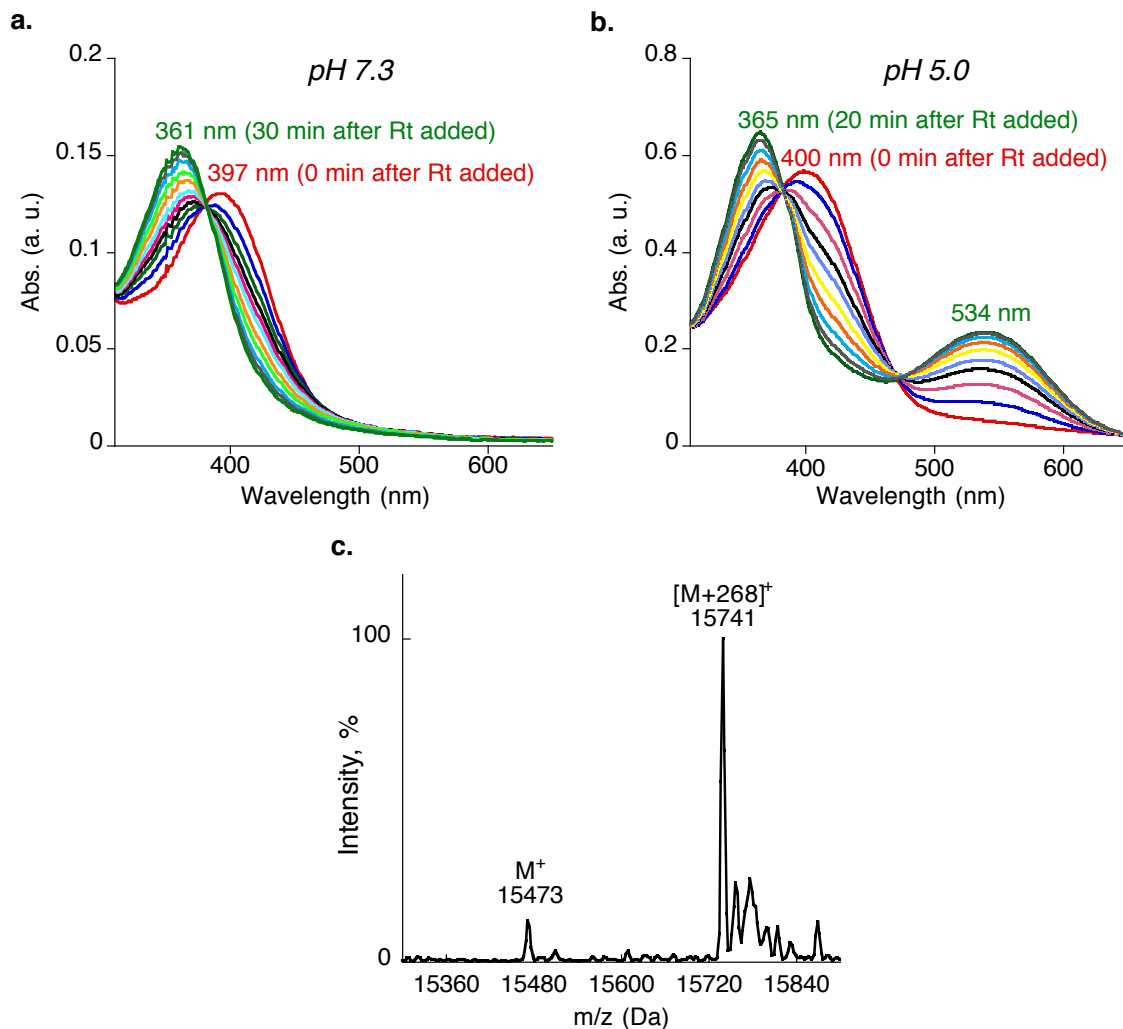 a.
pH 7.3
0.2
0.15
0.1
0.05
0
361 nm (30 min after Rt added)
397 nm (0 min after Rt added)
Abs. (a. u.)
400
500
600
Wavelength (nm)
b.
pH 5.0
0.8
0.6
0.4
0.2
0
365 nm (20 min after Rt added)
400 nm (0 min after Rt added)
534 nm
Abs. (a. u.)
400
500
600
Wavelength (nm)
c.
[M+268]+
15741
100
M+
15473
0
Intensity, %
15360
15480
15600
15720
15840
m/z (Da)